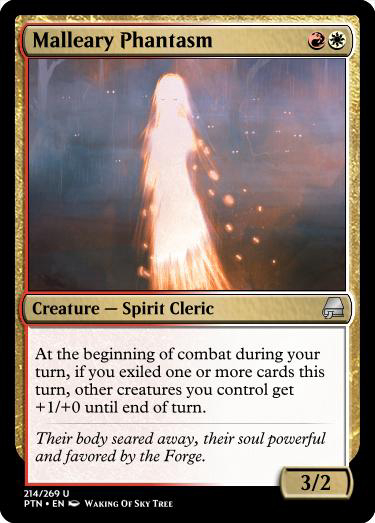 Malleary Phantasm
Creature — Spirit Cleric
At the beginning of combat during your
turn, if you exiled one or more cards this
turn, other creatures you control get
+1/+0 until end of turn.
Their body seared away, their soul powerful
and favored by the Forge.
3/2
214/269 U
PTN • EN Waking Of Sky Tree